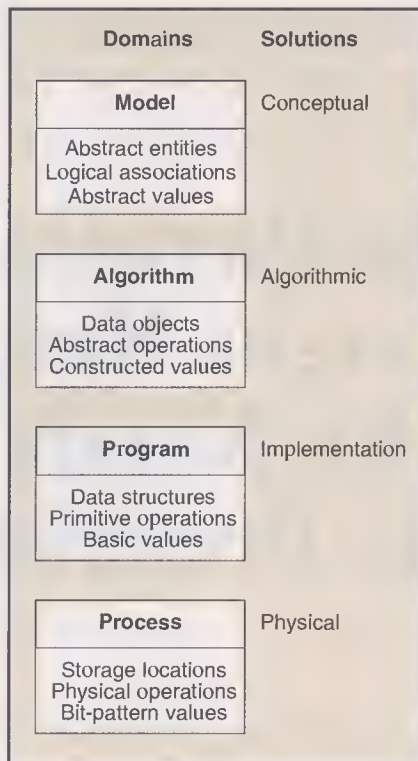 Domains Solutions
Model Conceptual
Abstract entities
Logical associations
Abstract values
Algorithm Algorithmic
Data objects
Abstract operations
Constructed values
Program Implementation
Data structures
Primitive operations
Basic values
Process Physical
Storage locations
Physical operations
Bit-pattern values